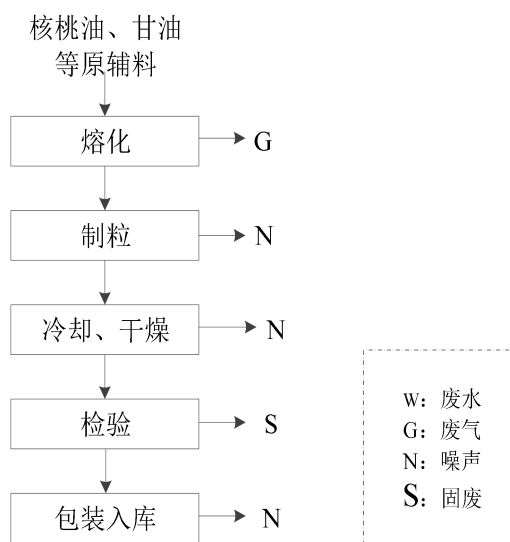 核桃油、甘油
等原辅料
熔化
G
制粒
N
冷却、干燥
N
检验
S
包装入库
N
W：废水
G：废气
N：噪声
S：固废